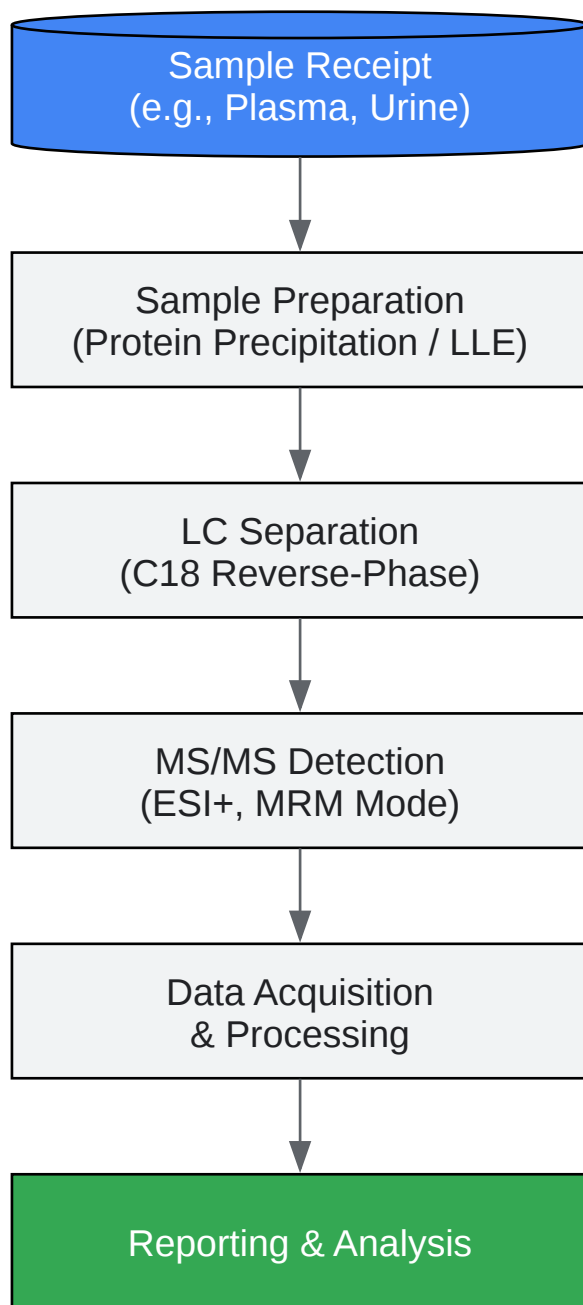 Sample Receipt
(e.g., Plasma, Urine)
Sample Preparation
(Protein Precipitation / LLE)
LC Separation
(C18 Reverse-Phase)
MS/MS Detection
(ESI+, MRM Mode)
Data Acquisition
& Processing
Reporting & Analysis